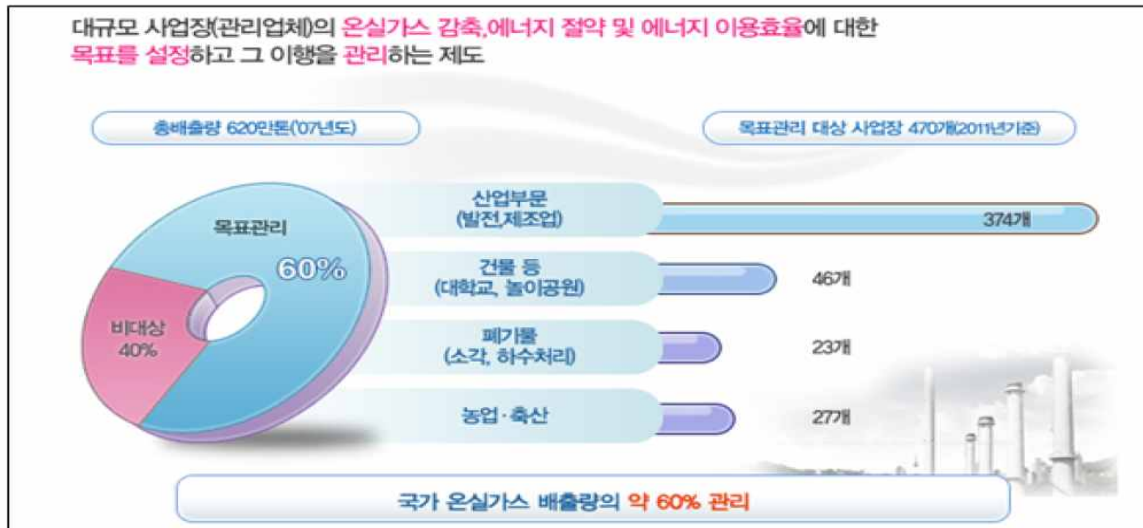 대규모 사업장(관리업체)의 온실가스 감축,에너지 절약 및 에너지 이용효율에 대한
목표를 설정하고 그 이행을 관리하는 제도
총배출량 620만톤('07년도)
목표관리 대상 사업장 470개(2011년기준)
목표관리
60%
비대상
40%
산업부문
(발전,제조업)
374개
건물 등
(대학교, 놀이공원)
46개
폐기물
(소각, 하수처리)
23개
농업·축산
27개
국가 온실가스 배출량의 약 60% 관리